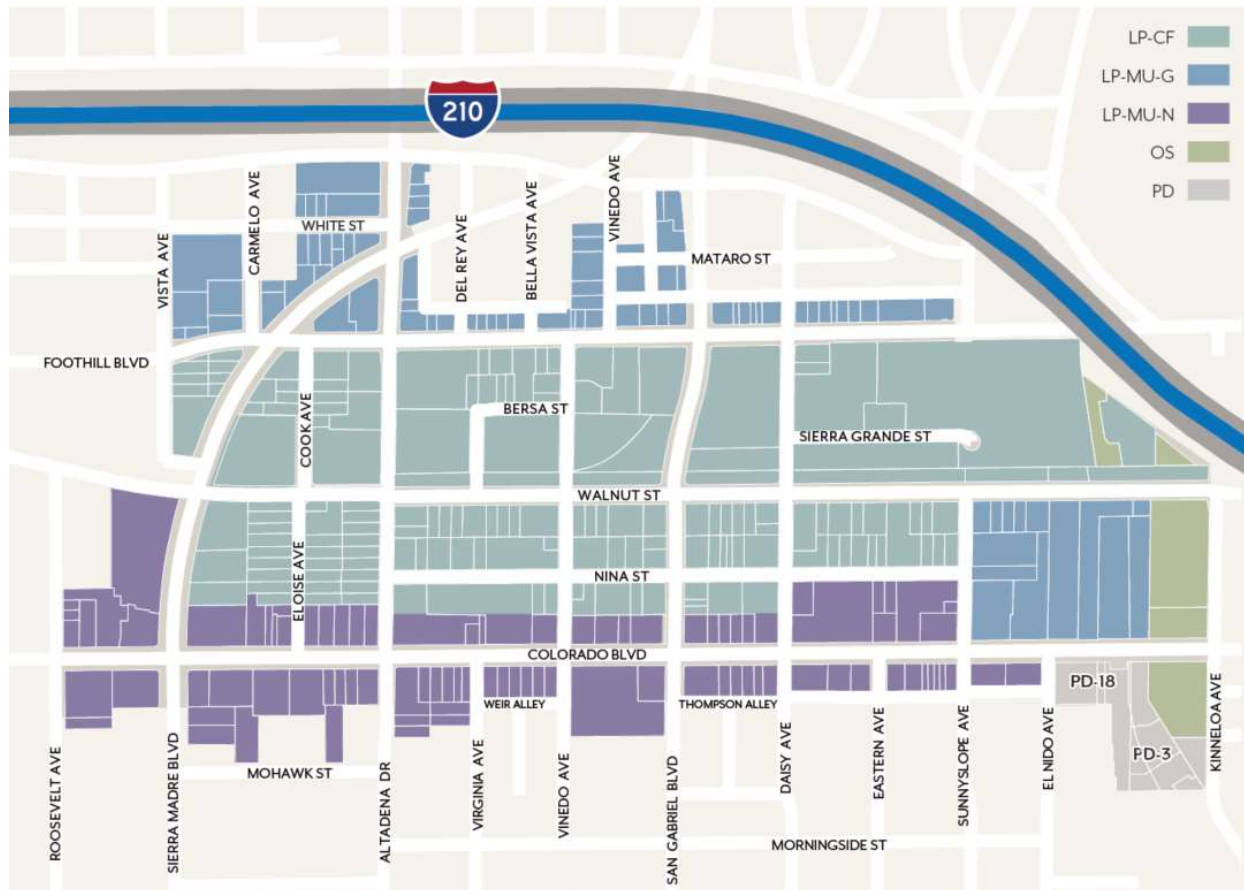 LP-CF
LP-MU-G
LP-MU-N
OS
PD
210
WHITE ST
CARMELO AVE
VISTA AVE
DEL REY AVE
BELLA VISTA AVE
VINEDO AVE
MATARO ST
FOOTHILL BLVD
COOK AVE
BERSA ST
SIERRA GRANDE ST
WALNUT ST
ELOISE AVE
NINA ST
COLORADO BLVD
WEIR ALLEY
THOMPSON ALLEY
PD-18
PD-3
ROOSEVELT AVE
SIERRA MADRE BLVD
MOHAWK ST
ALTADENA DR
VIRGINIA AVE
VINEDO AVE
SAN GABRIEL BLVD
DAISY AVE
EASTERN AVE
SUNNYSLOPE AVE
EL NIDO AVE
KINNELOA AVE
MORNINGSIDE ST